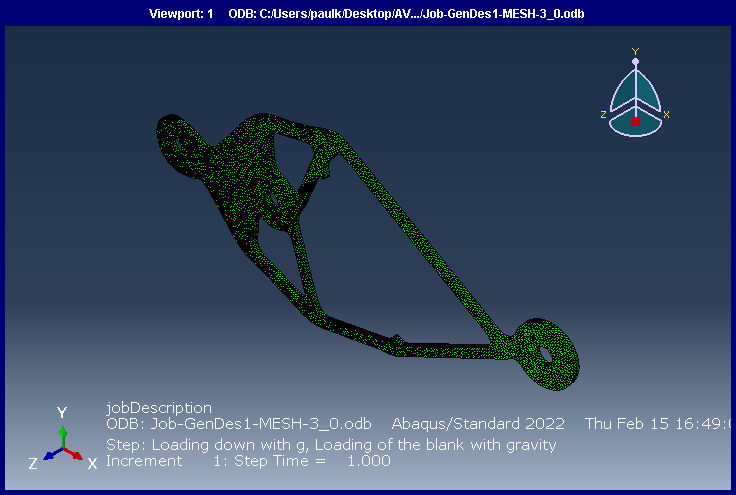 Viewport: 1 ODB: C:/Users/paulk/Desktop/AV.../Job-GenDes1-MESH-3_0.odb
Y
Z X
jobDescription
Y ODB: Job-GenDes1-MESH-3_0.odb Abaqus/Standard 2022 Thu Feb 15 16:49:
Step: Loading down with g, Loading of the blank with gravity
Z X Increment 1: Step Time = 1.000